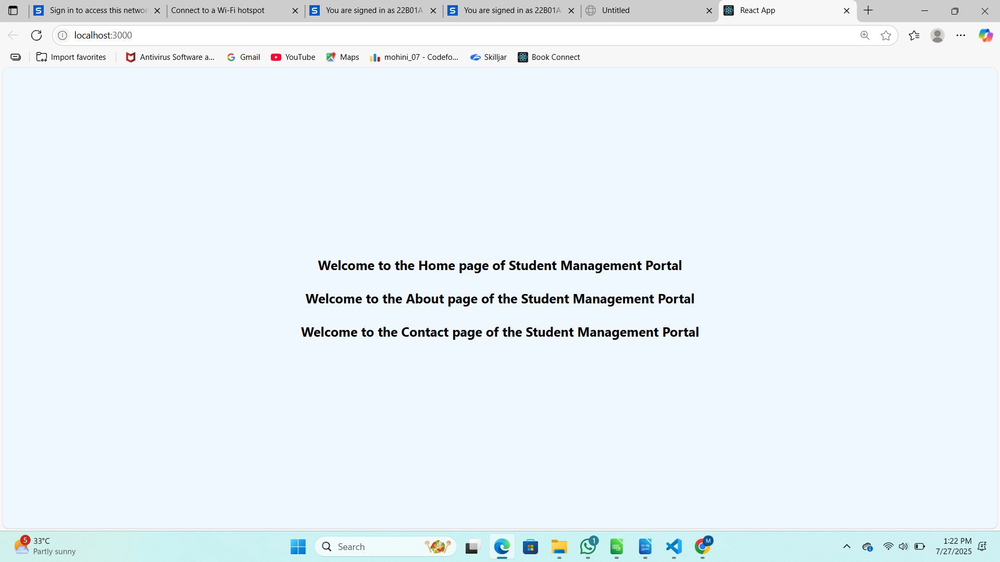 Sign in to access this networ
Connect to a Wi-Fi hotspot
You are signed in as 22B01A
You are signed in as 22B01A
Untitled
React App
localhost:3000
Import favorites
Antivirus Software a...
Gmail
YouTube
Maps
mohini_07 - Codefo...
Skilljar
Book Connect
Welcome to the Home page of Student Management Portal
Welcome to the About page of the Student Management Portal
Welcome to the Contact page of the Student Management Portal
5
33°C
Partly sunny
Search
1
M
1:22 PM
7/27/2025